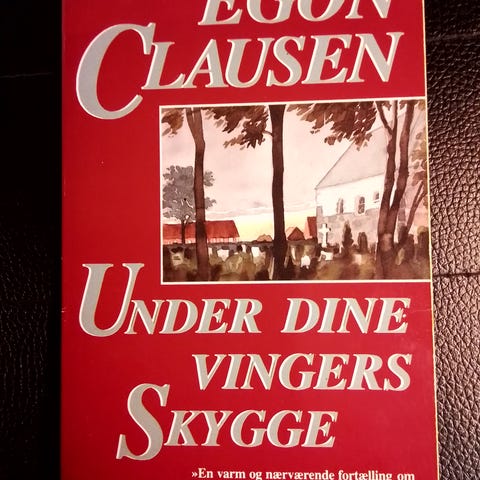 EGON
CLAUSEN
UNDER DINE
VINGERS
SKYGGE
»En varm og nærværende fortælling om